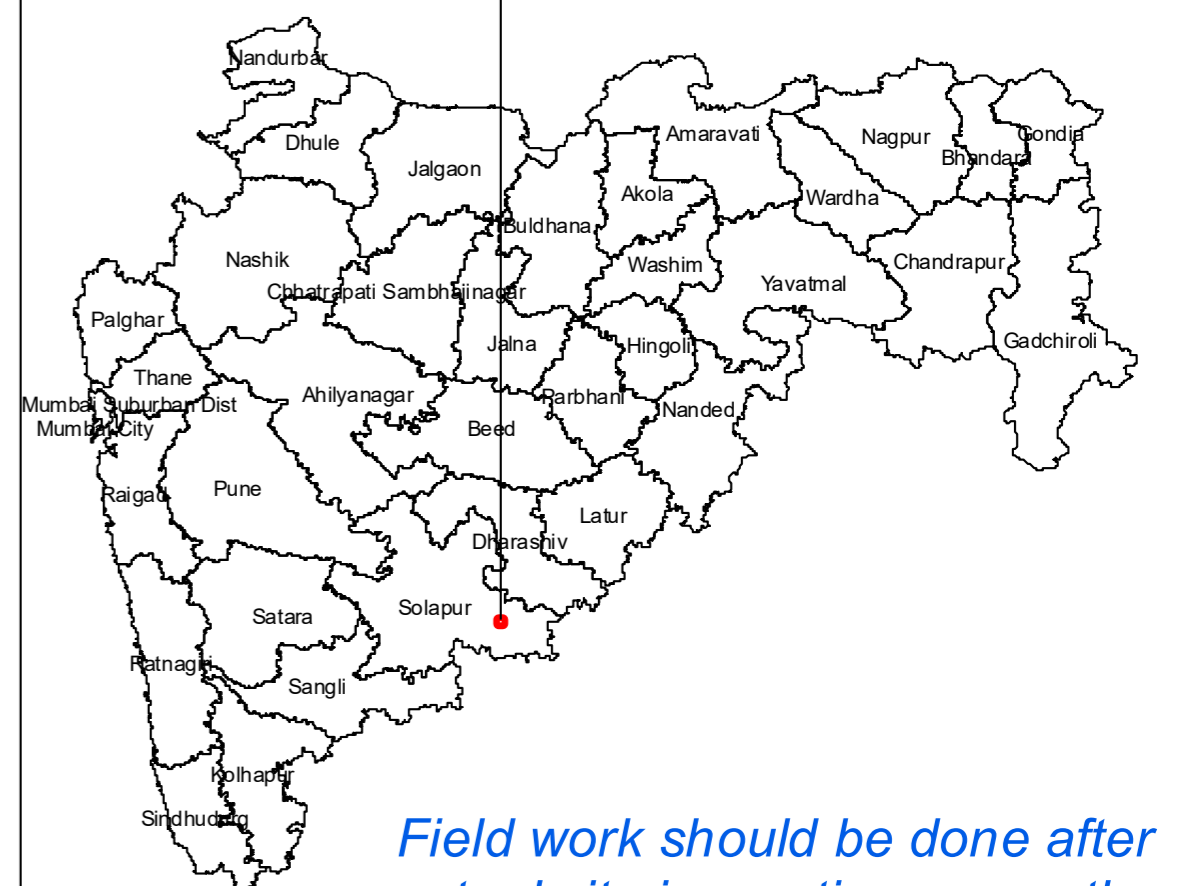 Nandurbar
Dhule
Jalgaon
Amaravati
Nagpur
Gondia
Bhandara
Akola
Wardha
Buldhana
Nashik
Washim
Chandrapur
Yavatmal
Chhatrapati Sambhajinagar
Palghar
Jalna
Hingoli
Gadchiroli
Thane
Ahilyanagar
Parbhani
Mumbai Suburban Dist
Nanded
Mumbai City
Beed
Raigad
Pune
Latur
Dharashiv
Solapur
Satara
Ratnagiri
Sangli
Kolhapur
Sindhudurg
Field work should be done after